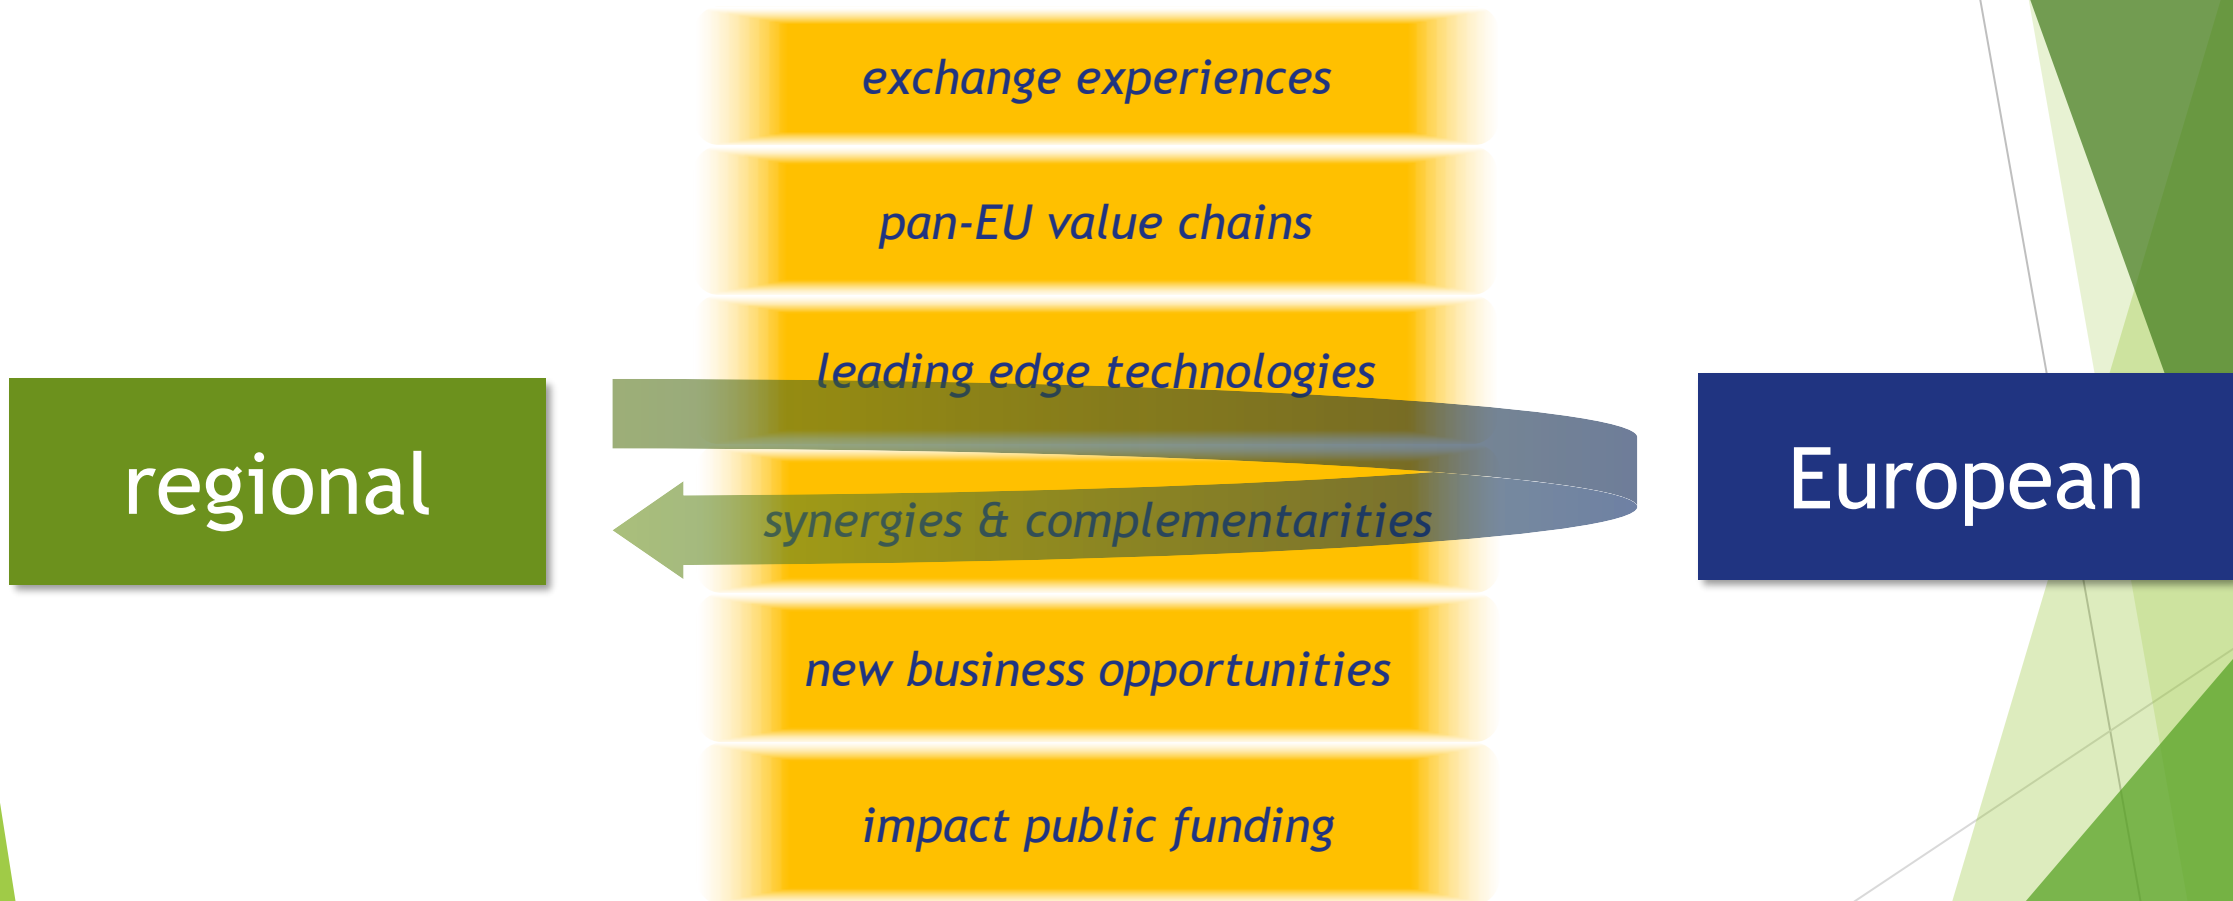 exchange experiences
pan-EU value chains
leading edge technologies
regional
European
synergies & complementarities
new business opportunities
impact public funding